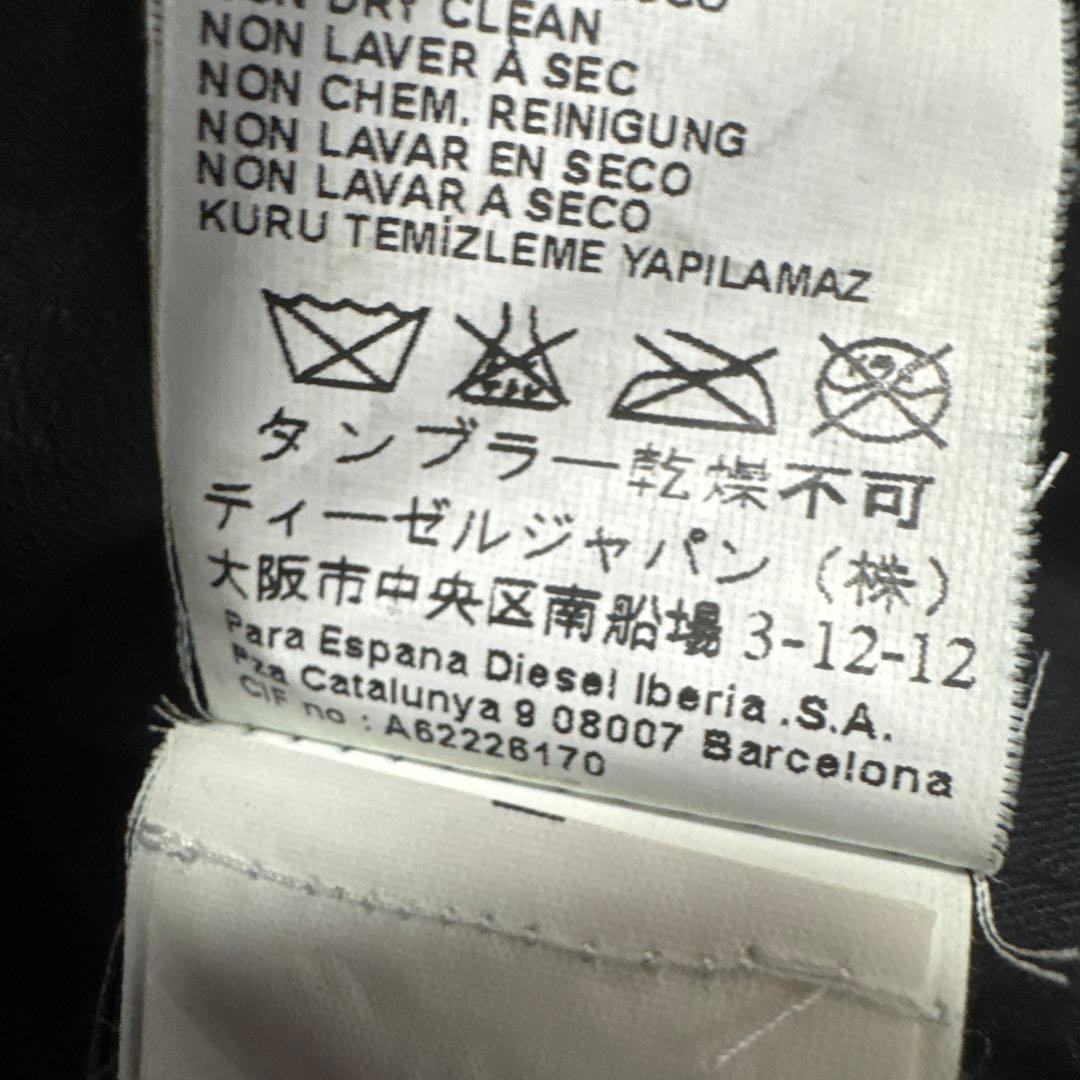 DRY CLEAN
NON LAVER À SEC
NON CHEM. REINIGUNG
NON LAVAR EN SECO
NON LAVAR A SECO
KURU TEMİZLEME YAPILAMAZ
タンブラー乾燥不可
ディーゼルジャパン（株）
大阪市中央区南船場 3-12-12
Para Espana Diesel Iberia .S.A.
Pza Catalunya 9 08007 Barcelona
CIF no : A62226170